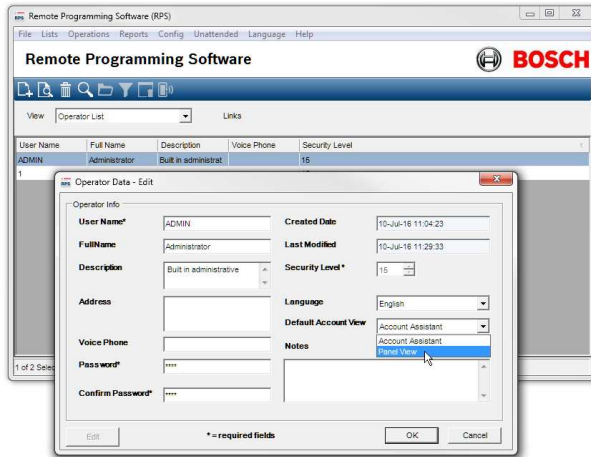 Remote Programming Software (RPS)
File Lists Operations Reports Config Unattended Language Help
Remote Programming Software
BOSCH
View Operator List Links
User Name Full Name Description Voice Phone Security Level
ADMIN Administrator Built in administrat 15
1
RPS Operator Data - Edit
Operator Info
User Name* ADMIN Created Date 10-Jul-16 11:04:23
FullName Administrator Last Modified 10-Jul-16 11:29:33
Description Built in administrative Security Level* 15
Address Language English
Default Account View Account Assistant
Account Assistant
Voice Phone Notes Panel View
Password* ****
Confirm Password* ****
1 of 2 Selec
Edit *= required fields OK Cancel